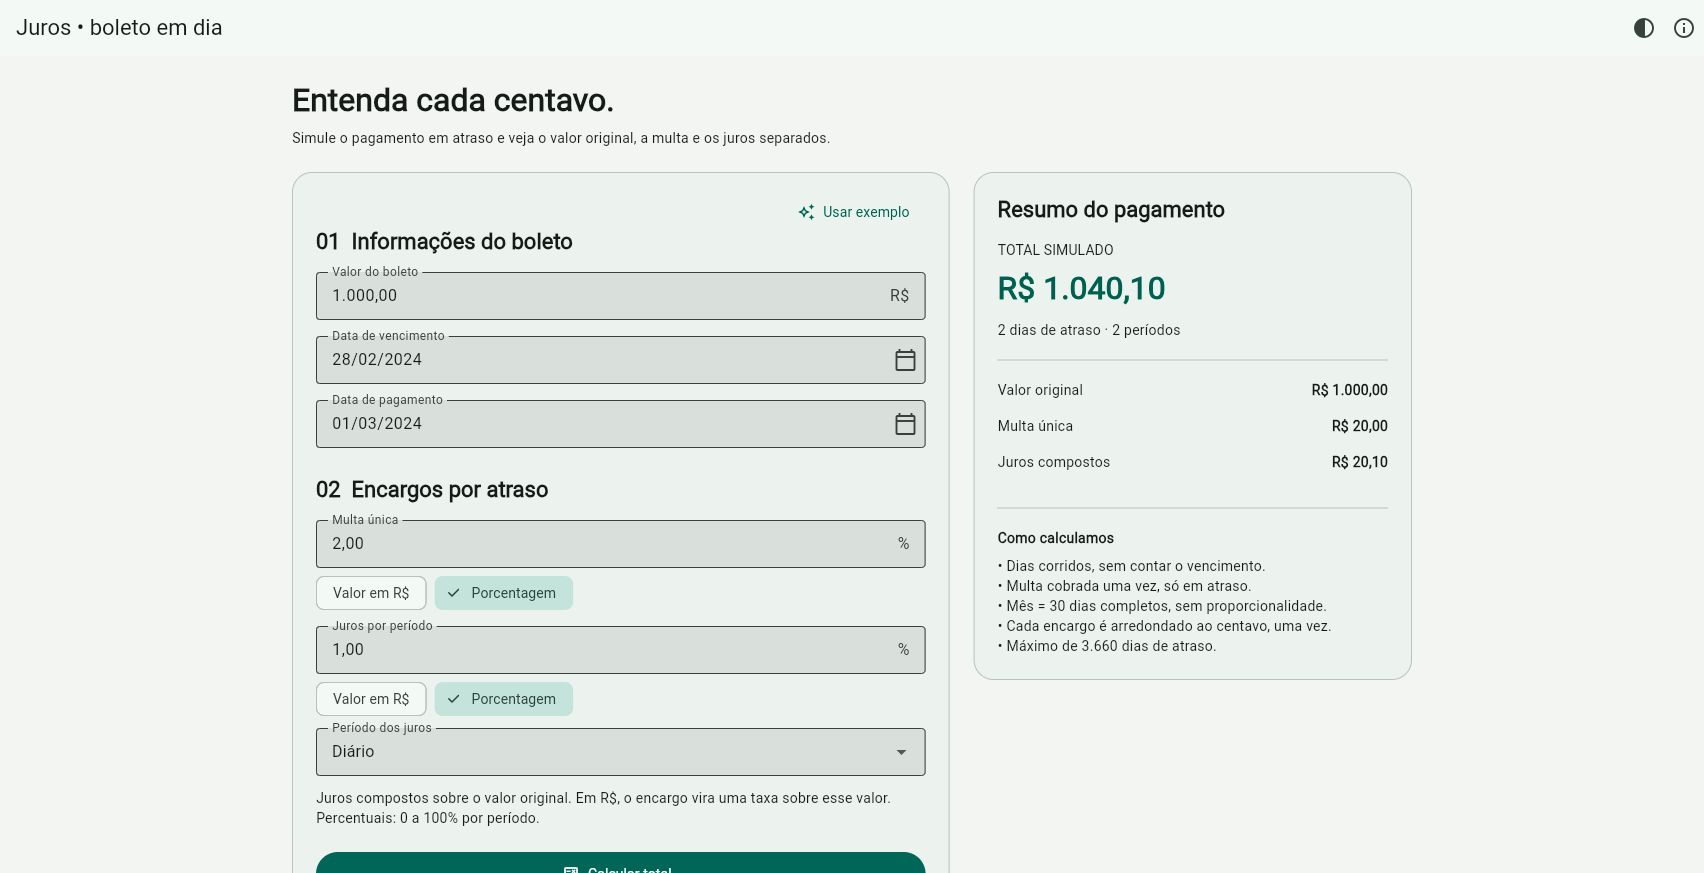 Juros • boleto em dia
Entenda cada centavo.
Simule o pagamento em atraso e veja o valor original, a multa e os juros separados.
Usar exemplo
01 Informações do boleto
Valor do boleto
1.000,00 R$
Data de vencimento
28/02/2024
Data de pagamento
01/03/2024
02 Encargos por atraso
Multa única
2,00 %
Valor em R$ Porcentagem
Juros por período
1,00 %
Valor em R$ Porcentagem
Período dos juros
Diário
Juros compostos sobre o valor original. Em R$, o encargo vira uma taxa sobre esse valor.
Percentuais: 0 a 100% por período.
Calcular total
Resumo do pagamento
TOTAL SIMULADO
R$ 1.040,10
2 dias de atraso · 2 períodos
Valor original R$ 1.000,00
Multa única R$ 20,00
Juros compostos R$ 20,10
Como calculamos
• Dias corridos, sem contar o vencimento.
• Multa cobrada uma vez, só em atraso.
• Mês = 30 dias completos, sem proporcionalidade.
• Cada encargo é arredondado ao centavo, uma vez.
• Máximo de 3.660 dias de atraso.